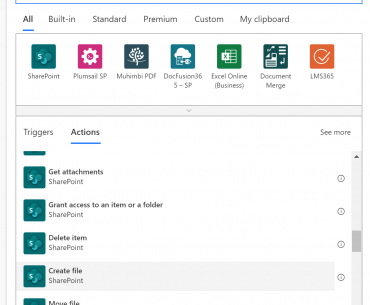 All Built-in Standard Premium Custom My clipboard
SharePoint Plumsail SP Muhimbi PDF DocFusion36 Excel Online Document LMS365
5 – SP (Business) Merge
Triggers Actions See more
Get attachments
SharePoint
Grant access to an item or a folder
SharePoint
Delete item
SharePoint
Create file
SharePoint
Move file